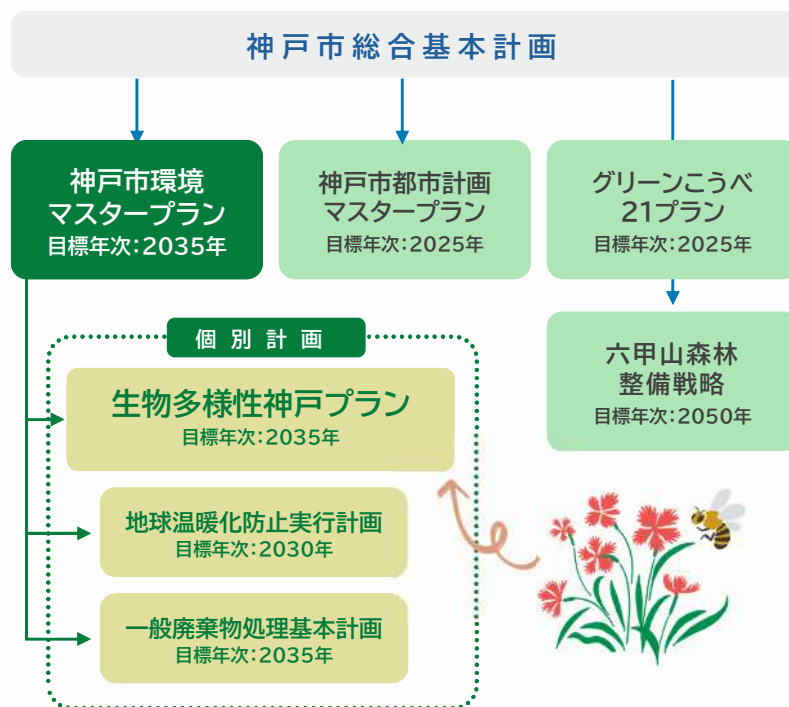 神戸市総合基本計画
神戸市環境
マスタープラン
目標年次：2035年
神戸市都市計画
マスタープラン
目標年次：2025年
グリーンこうべ
21プラン
目標年次：2025年
六甲山森林
整備戦略
目標年次：2050年
個別計画
生物多様性神戸プラン
目標年次：2035年
地球温暖化防止実行計画
目標年次：2030年
一般廃棄物処理基本計画
目標年次：2035年